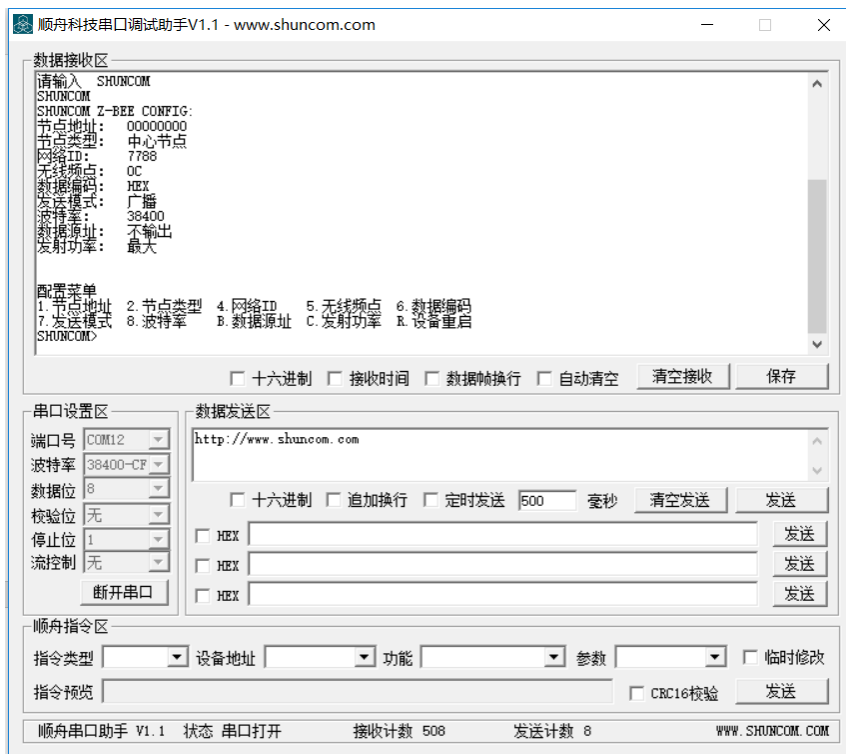 顺舟科技串口调试助手V1.1 - www.shuncom.com
数据接收区
请输入 SHUNCOM
SHUNCOM
SHUNCOM Z-BEE CONFIG:
节点地址: 00000000
节点类型: 中心节点
网络ID: 7788
无线频点: 0C
数据编码: HEX
发送模式: 广播
波特率: 38400
数据源址: 不输出
发射功率: 最大
配置菜单
1.节点地址 2.节点类型 4.网络ID 5.无线频点 6.数据编码
7.发送模式 8.波特率 B.数据源址 C.发射功率 R.设备重启
SHUNCOM>
十六进制 接收时间 数据帧换行 自动清空 清空接收 保存
串口设置区
端口号 COM12
波特率 38400-CF
数据位 8
校验位 无
停止位 1
流控制 无
断开串口
数据发送区
http://www.shuncom.com
十六进制 追加换行 定时发送 500 毫秒 清空发送 发送
HEX 发送
HEX 发送
HEX 发送
顺舟指令区
指令类型 设备地址 功能 参数 临时修改
指令预览 CRC16校验 发送
顺舟串口助手 V1.1 状态 串口打开 接收计数 508 发送计数 8 WWW.SHUNCOM.COM